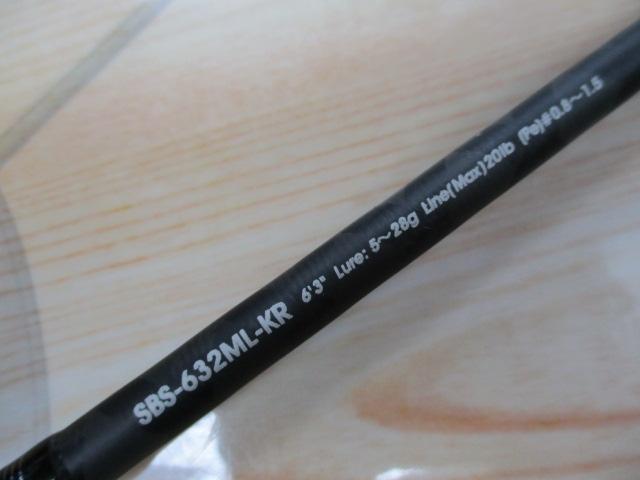 SBS-632ML-KR 6'3" Lure: 5～28g Line(Max)20lb (Pe)#0.8～1.5